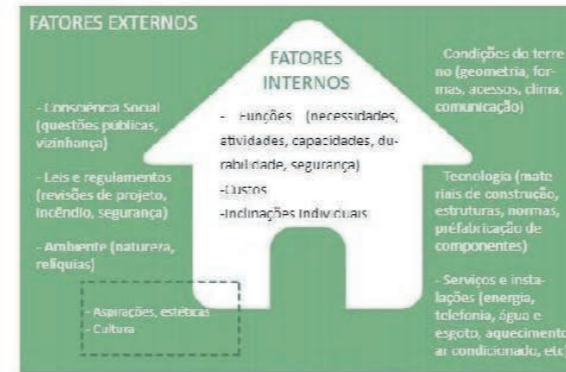 FATORES EXTERNOS
- Consciência Social
(questões públicas,
vizinhança)
- Leis e regulamentos
(revisões de projeto,
incêndio, segurança)
- Ambiente (natureza,
relíquias)
- Aspirações, estéticas
- Cultura
FATORES
INTERNOS
- Funções (necessidades,
atividades, capacidades, du-
rabilidade, segurança)
-Custos
-Inclinações Individuais
Condições do terre
no (geometria, for-
mas, acessos, clima,
comunicação)
Tecnologia (mate
riais de construção,
estruturas, normas,
préfabricação de
componentes)
- Serviços e insta-
lações (energia,
telefonia, água e
esgoto, aquecimento
ar condicionado, etc)